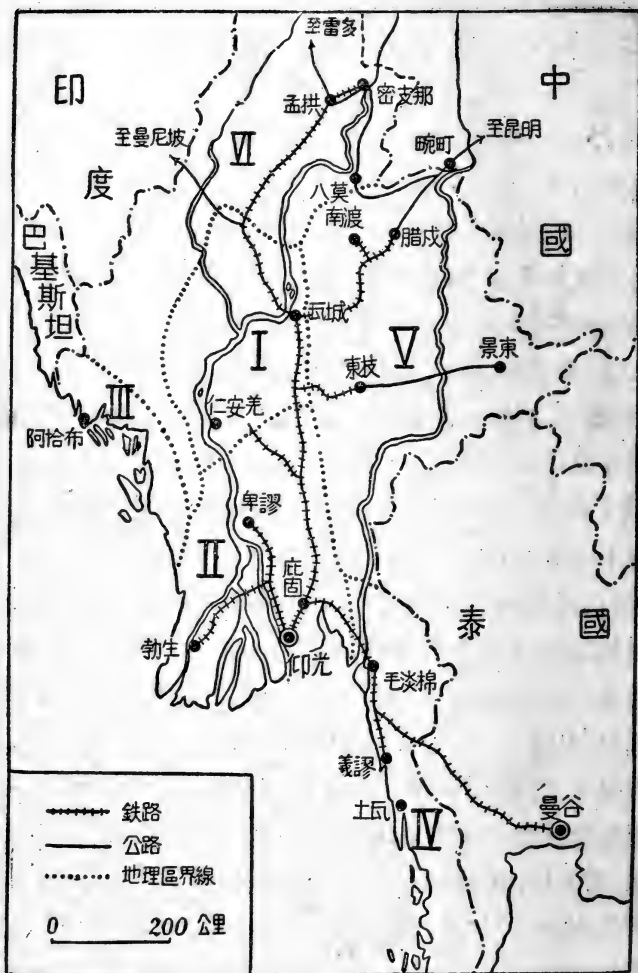 至雷多
印度
中國
孟拱
密支那
至曼尼坡
VI
畹町
至昆明
八莫
南渡
腊戌
巴基斯坦
瓦城
I
V
東枝
景東
III
仁安羌
阿恰布
卑謬
II
庇固
泰國
勃生
仰光
毛淡棉
義謬
土瓦
IV
曼谷
鉄路
公路
地理區界線
0 200 公里